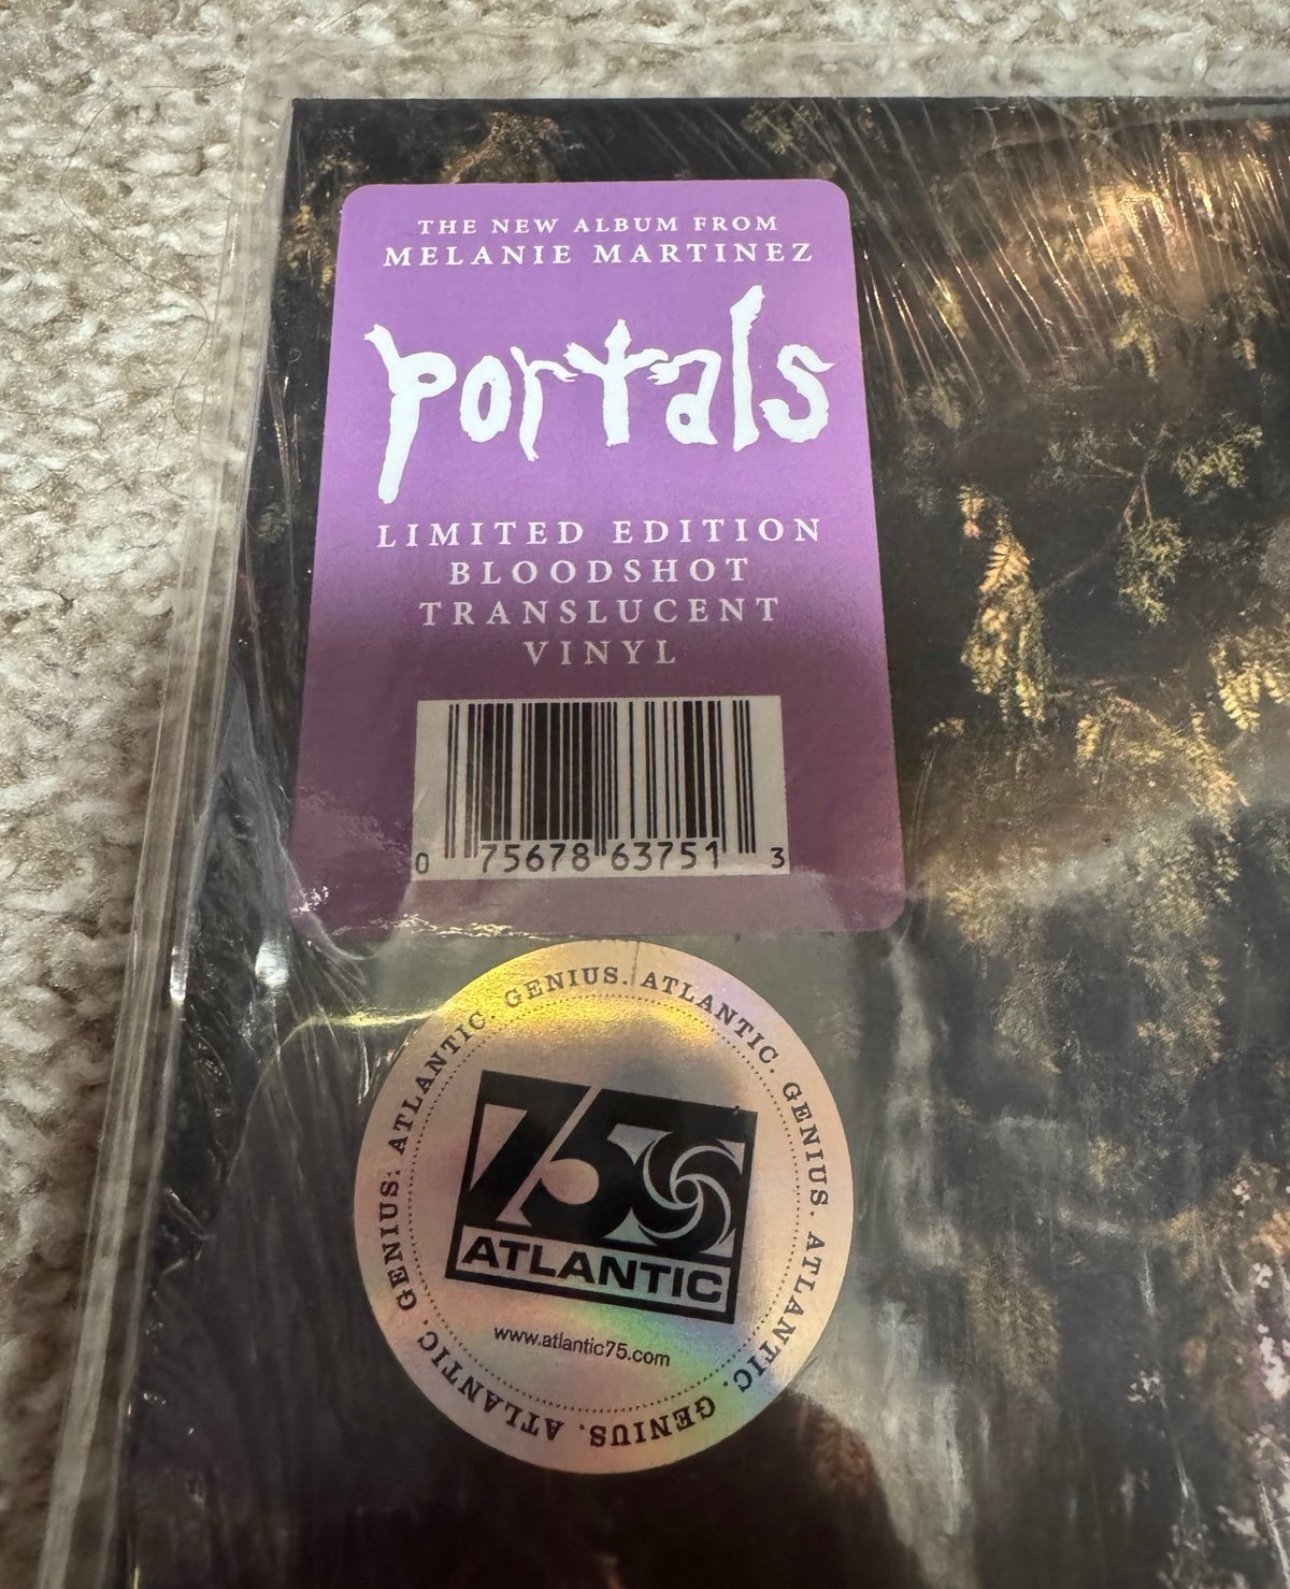 THE NEW ALBUM FROM
MELANIE MARTINEZ
portals
LIMITED EDITION
BLOODSHOT
TRANSLUCENT
VINYL
0 75678 63751 3
GENIUS. ATLANTIC. GENIUS. ATLANTIC. GENIUS. ATLANTIC. GENIUS. ATLANTIC.
75
ATLANTIC
www.atlantic75.com